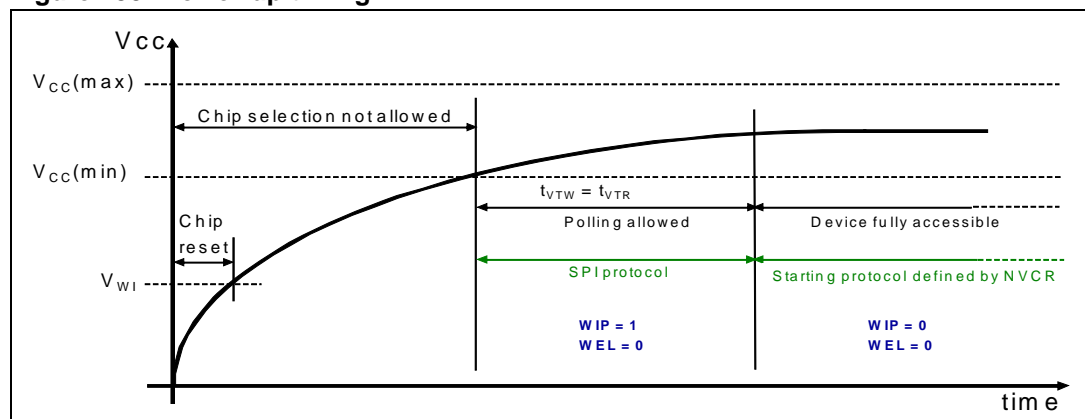 Vcc
VCC(max)
Chip selection not allowed
VCC(min)
tVTW = tVTR
Polling allowed
Device fully accessible
Chip
reset
SPI protocol
Starting protocol defined by NVCR
VWI
WIP = 1
WEL = 0
WIP = 0
WEL = 0
time